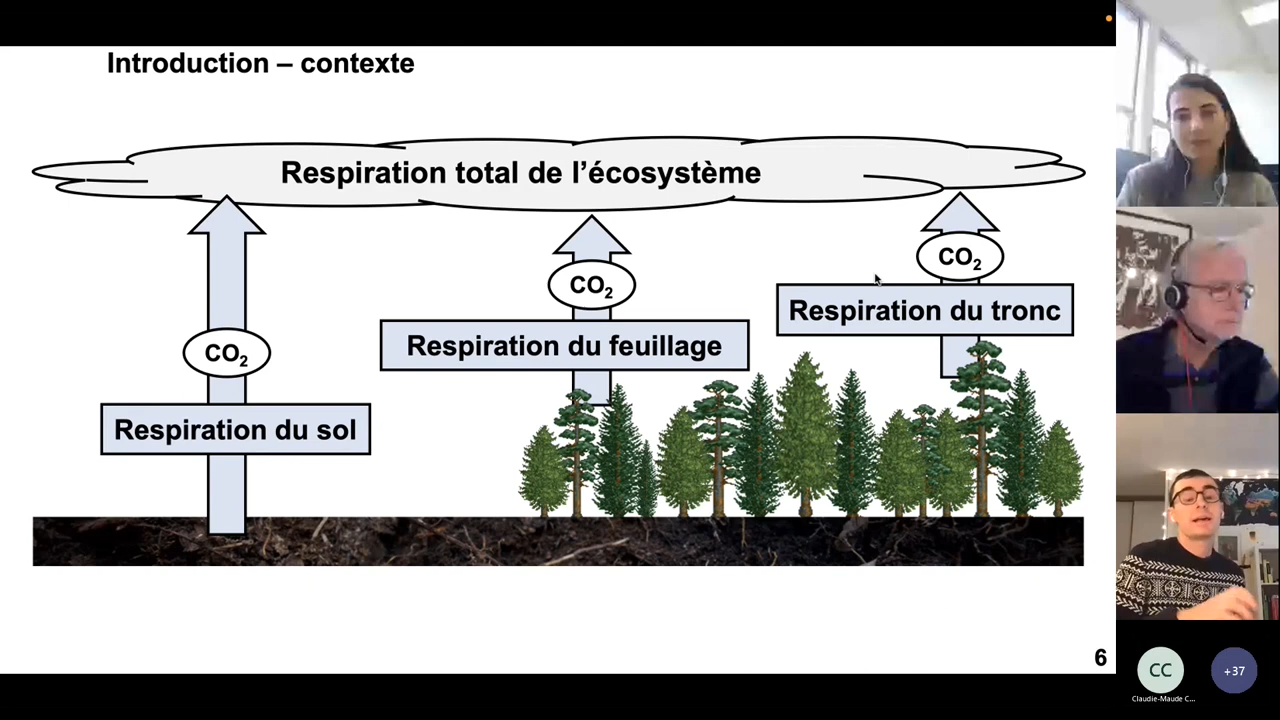 Introduction – contexte
Respiration total de l’écosystème
CO₂
CO₂
CO₂
Respiration du tronc
Respiration du feuillage
Respiration du sol
6
CC
+37
Claudie-Maude C...